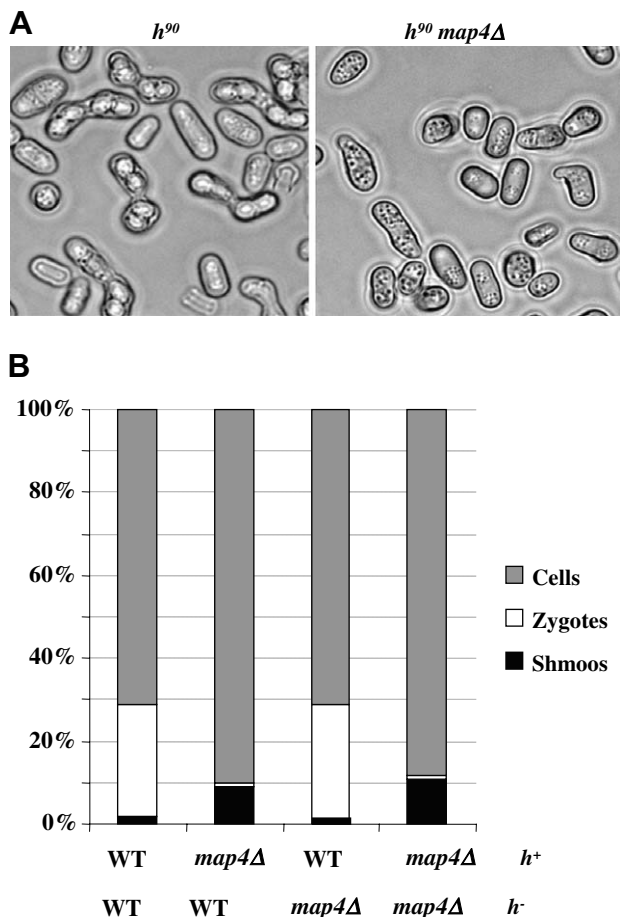 A
h⁹⁰
h⁹⁰ map4Δ
B
100%
80%
60%
40%
20%
0%
Cells
Zygotes
Shmoos
WT map4Δ WT map4Δ h⁺
WT WT map4Δ map4Δ h⁻